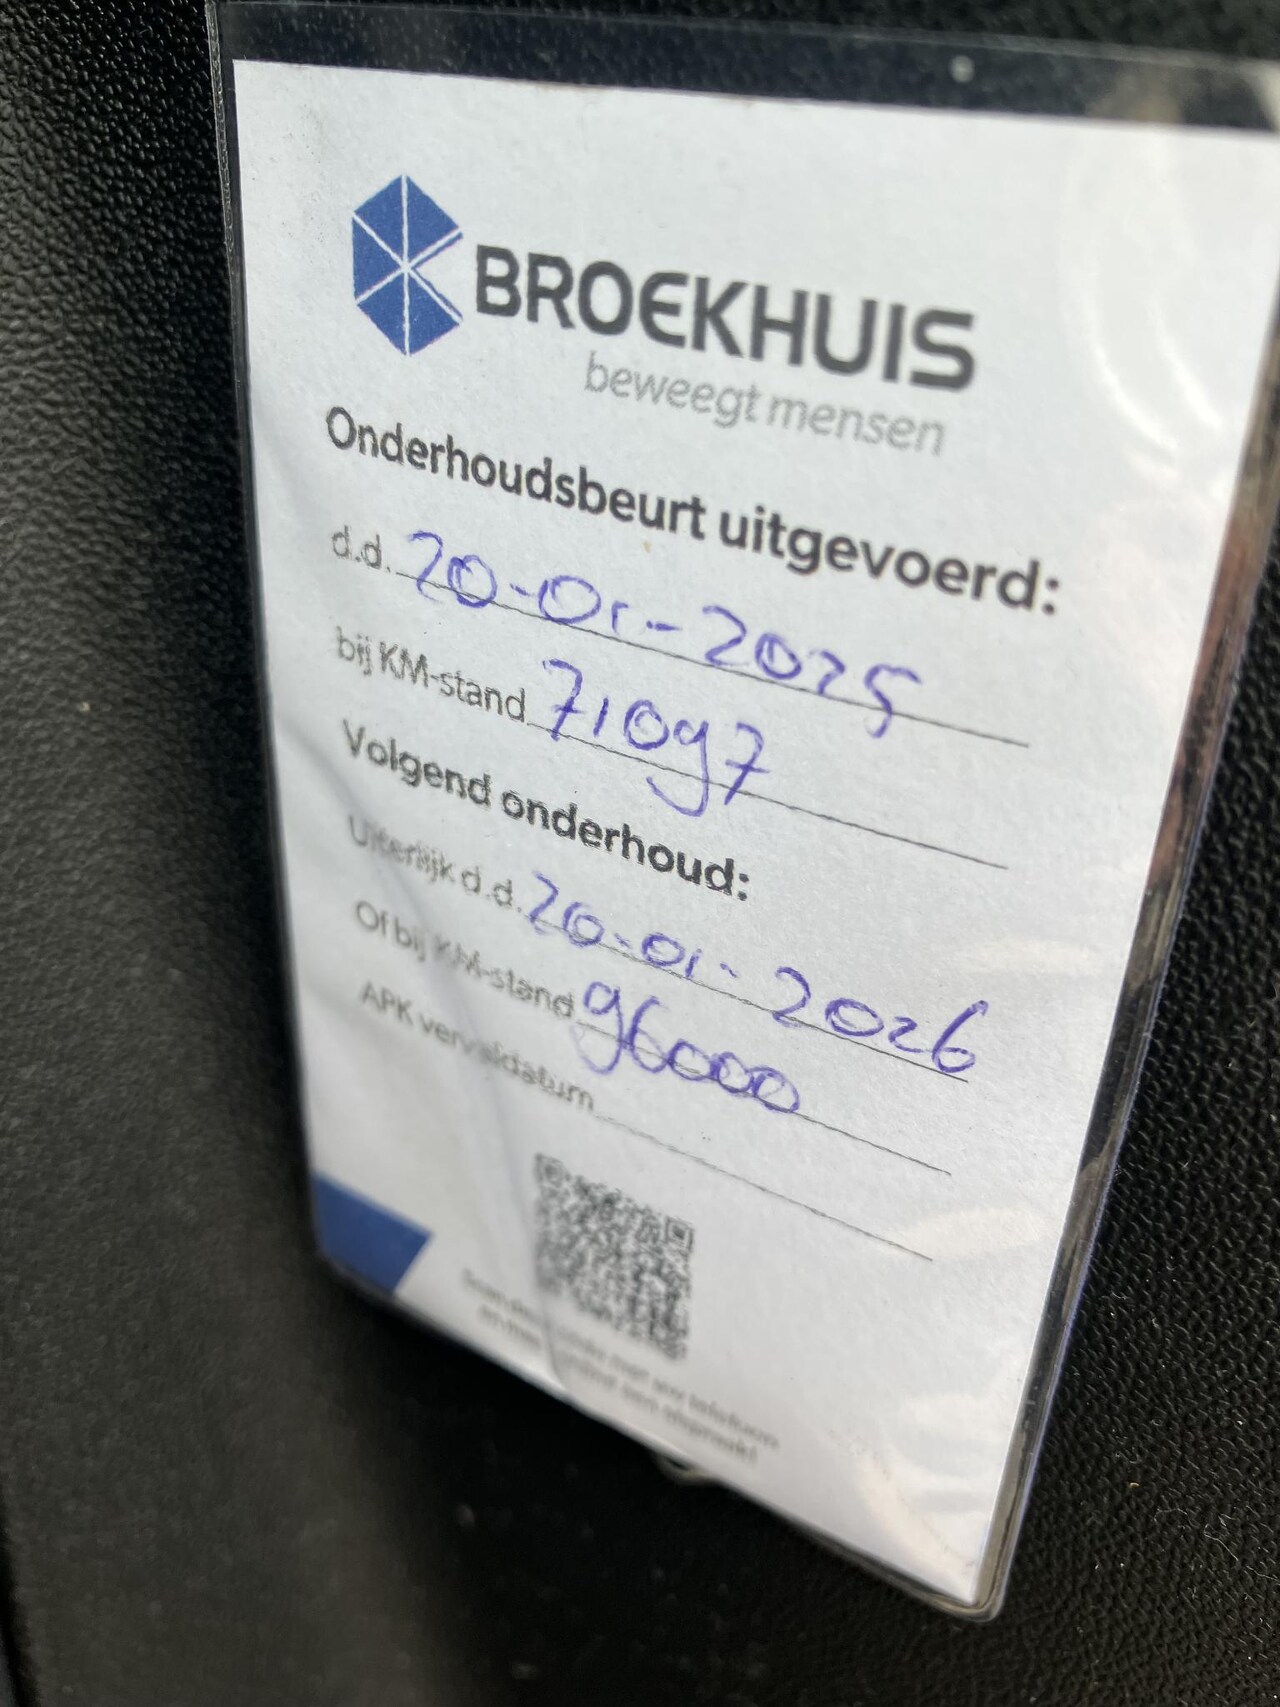 BROEKHUIS
beweegt mensen
Onderhoudsbeurt uitgevoerd:
d.d. 20-01-2025
bij KM-stand 71097
Volgend onderhoud:
Uiterlijk d.d. 20-01-2026
Of bij KM-stand 96000
APK vervaldatum